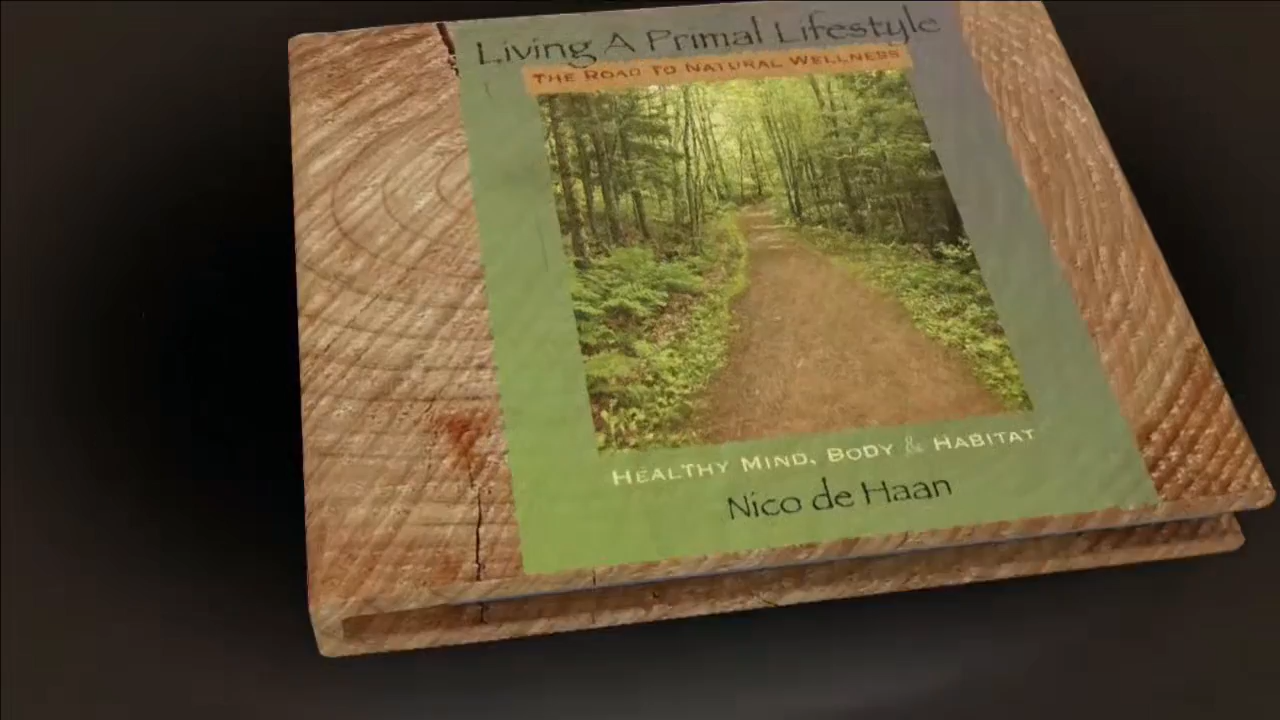 Living A Primal Lifestyle
The Road to Natural Wellness
Healthy Mind, Body & Habitat
Nico de Haan